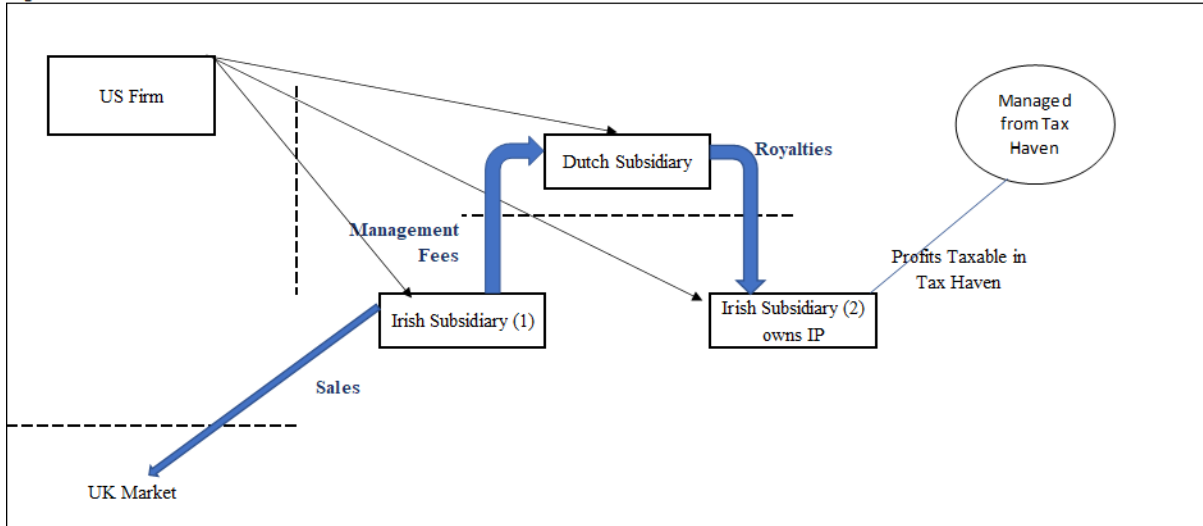 US Firm
Managed
from Tax
Haven
Dutch Subsidiary
Royalties
Management
Fees
Profits Taxable in
Tax Haven
Irish Subsidiary (1)
Irish Subsidiary (2)
owns IP
Sales
UK Market